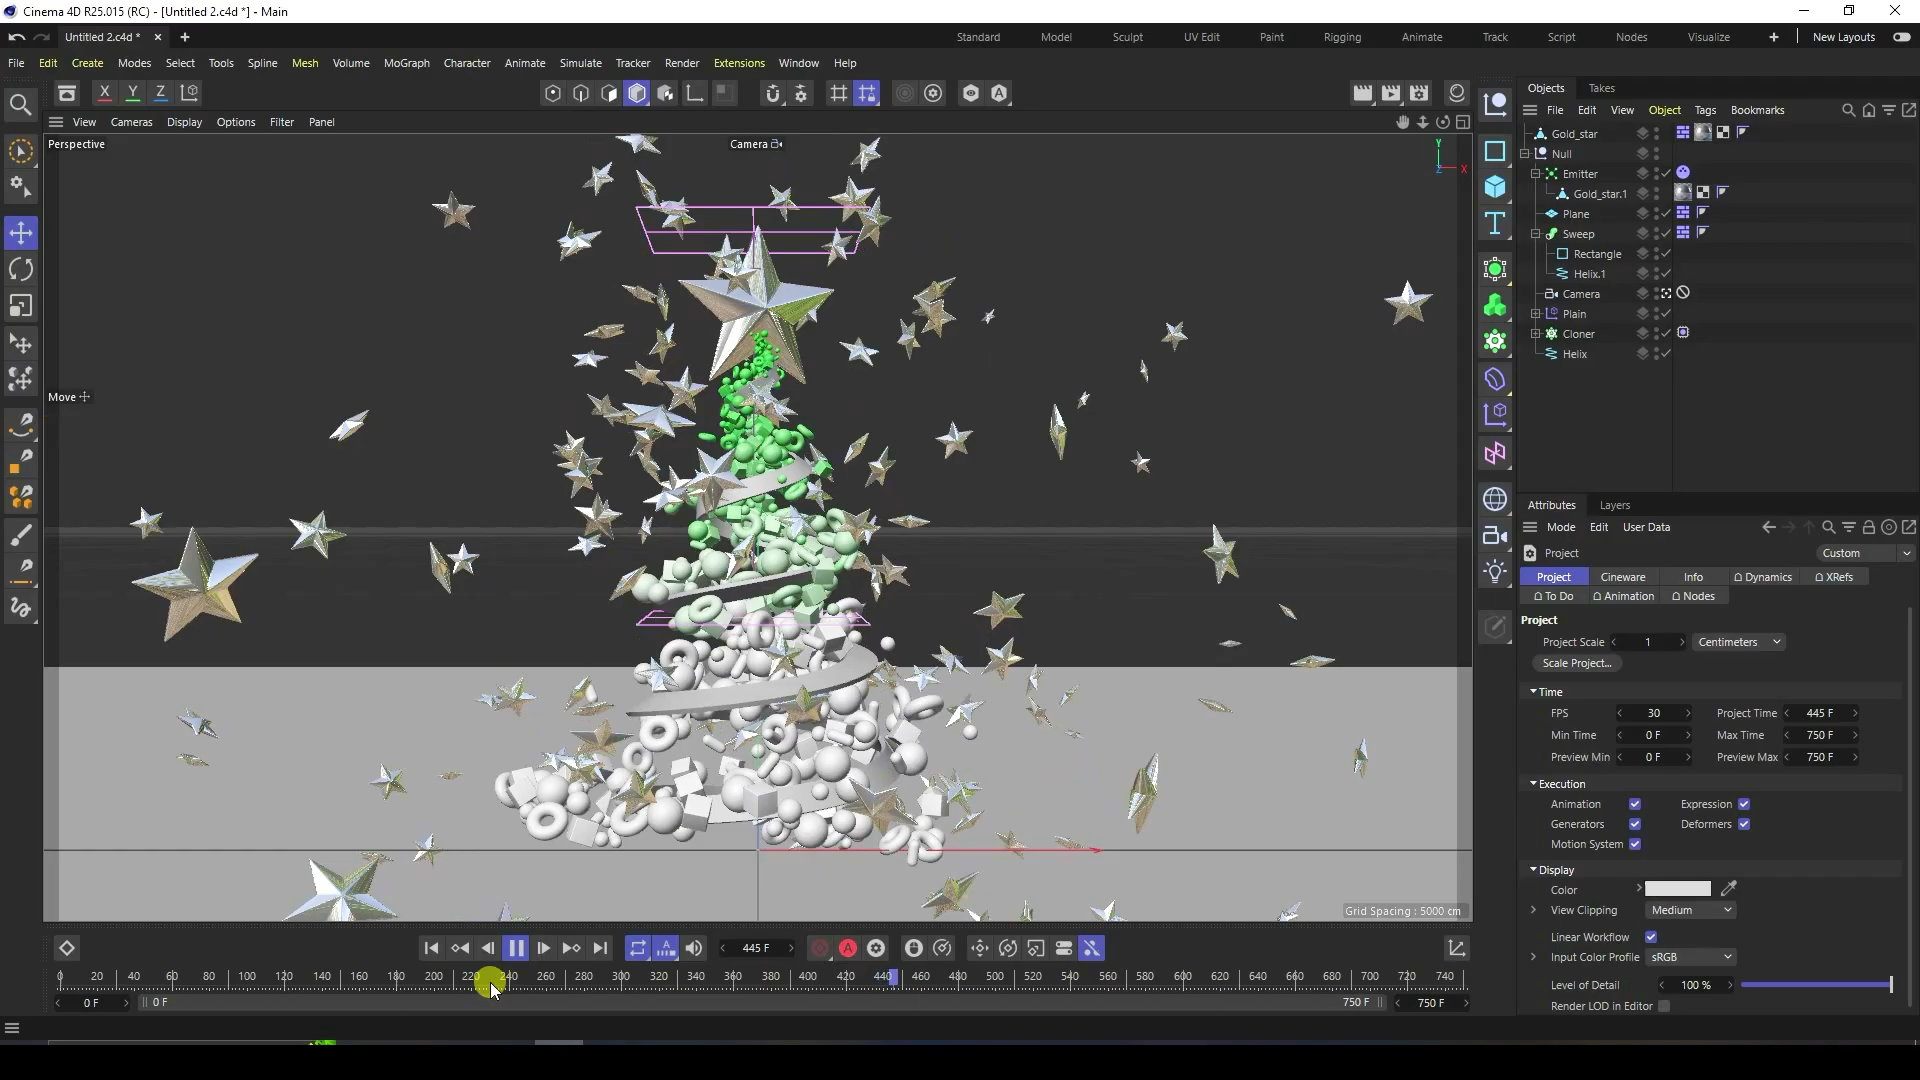 Cinema 4D R25.015 (RC) - [Untitled 2.c4d *] - Main
Untitled 2.c4d *
Standard Model Sculpt UV Edit Paint Rigging Animate Track Script Nodes Visualize New Layouts
File Edit Create Modes Select Tools Spline Mesh Volume MoGraph Character Animate Simulate Tracker Render Extensions Window Help
X Y Z
View Cameras Display Options Filter Panel
Perspective
Camera
Y
X
Z
Move
Grid Spacing : 5000 cm
Objects Takes
File Edit View Object Tags Bookmarks
Gold_star
Null
Emitter
Gold_star.1
Plane
Sweep
Rectangle
Helix.1
Camera
Plain
Cloner
Helix
Attributes Layers
Mode Edit User Data
Project Custom
Project Cineware Info Dynamics XRefs
To Do Animation Nodes
Project
Project Scale 1 Centimeters
Scale Project...
Time
FPS 30 Project Time 445 F
Min Time 0 F Max Time 750 F
Preview Min 0 F Preview Max 750 F
Execution
Animation Expression
Generators Deformers
Motion System
Display
Color
View Clipping Medium
Linear Workflow
Input Color Profile sRGB
Level of Detail 100 %
Render LOD in Editor
445 F
0 20 40 60 80 100 120 140 160 180 200 220 240 260 280 300 320 340 360 380 400 420 440 460 480 500 520 540 560 580 600 620 640 660 680 700 720 740
0 F 0 F 750 F 750 F